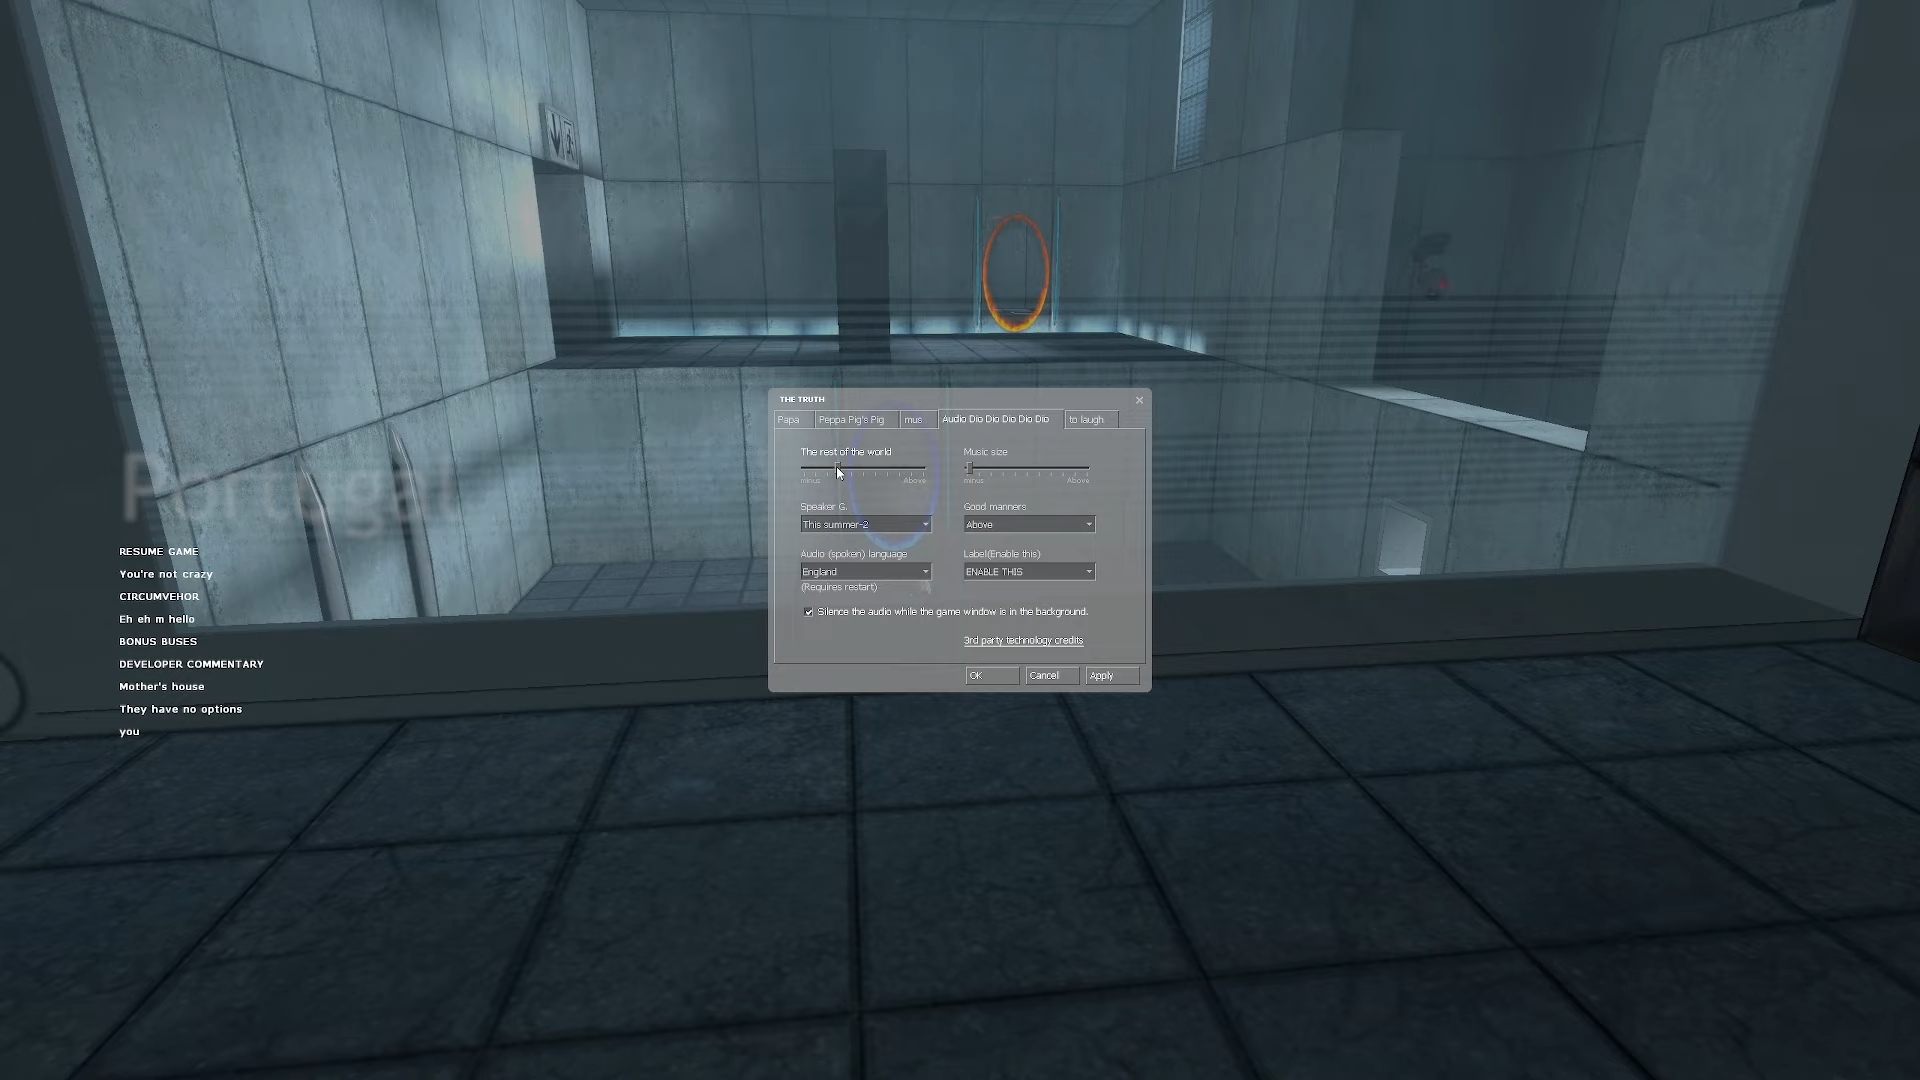 THE TRUTH
Papa
Peppa Pig's Pig
mus
Audio Dio Dio Dio Dio Dio
to laugh
The rest of the world
Music size
minus
Above
minus
Above
Speaker G.
Good manners
This summer-2
Above
Audio (spoken) language
Label(Enable this)
England
ENABLE THIS
(Requires restart)
Silence the audio while the game window is in the background.
3rd party technology credits
OK
Cancel
Apply
Portugal
RESUME GAME
You're not crazy
CIRCUMVEHOR
Eh eh m hello
BONUS BUSES
DEVELOPER COMMENTARY
Mother's house
They have no options
you